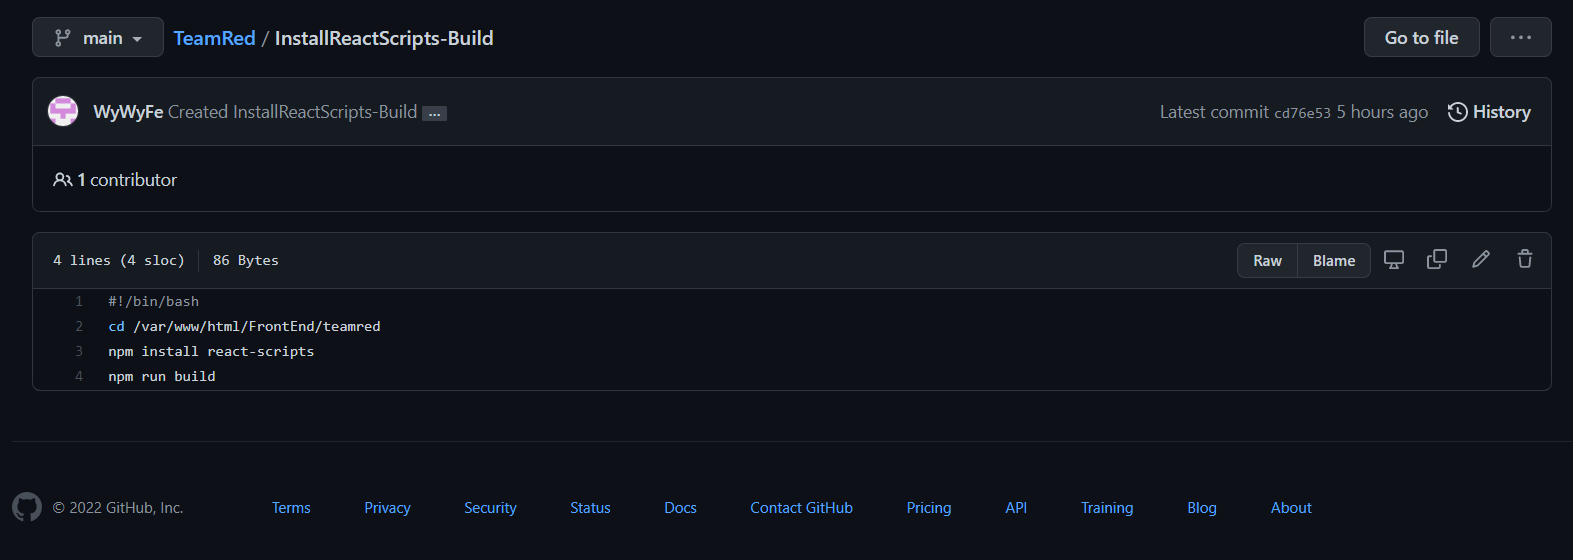 main TeamRed / InstallReactScripts-Build Go to file ...
WyWyFe Created InstallReactScripts-Build ... Latest commit cd76e53 5 hours ago History
1 contributor
4 lines (4 sloc) 86 Bytes Raw Blame
1 #!/bin/bash
2 cd /var/www/html/FrontEnd/teamred
3 npm install react-scripts
4 npm run build
© 2022 GitHub, Inc. Terms Privacy Security Status Docs Contact GitHub Pricing API Training Blog About